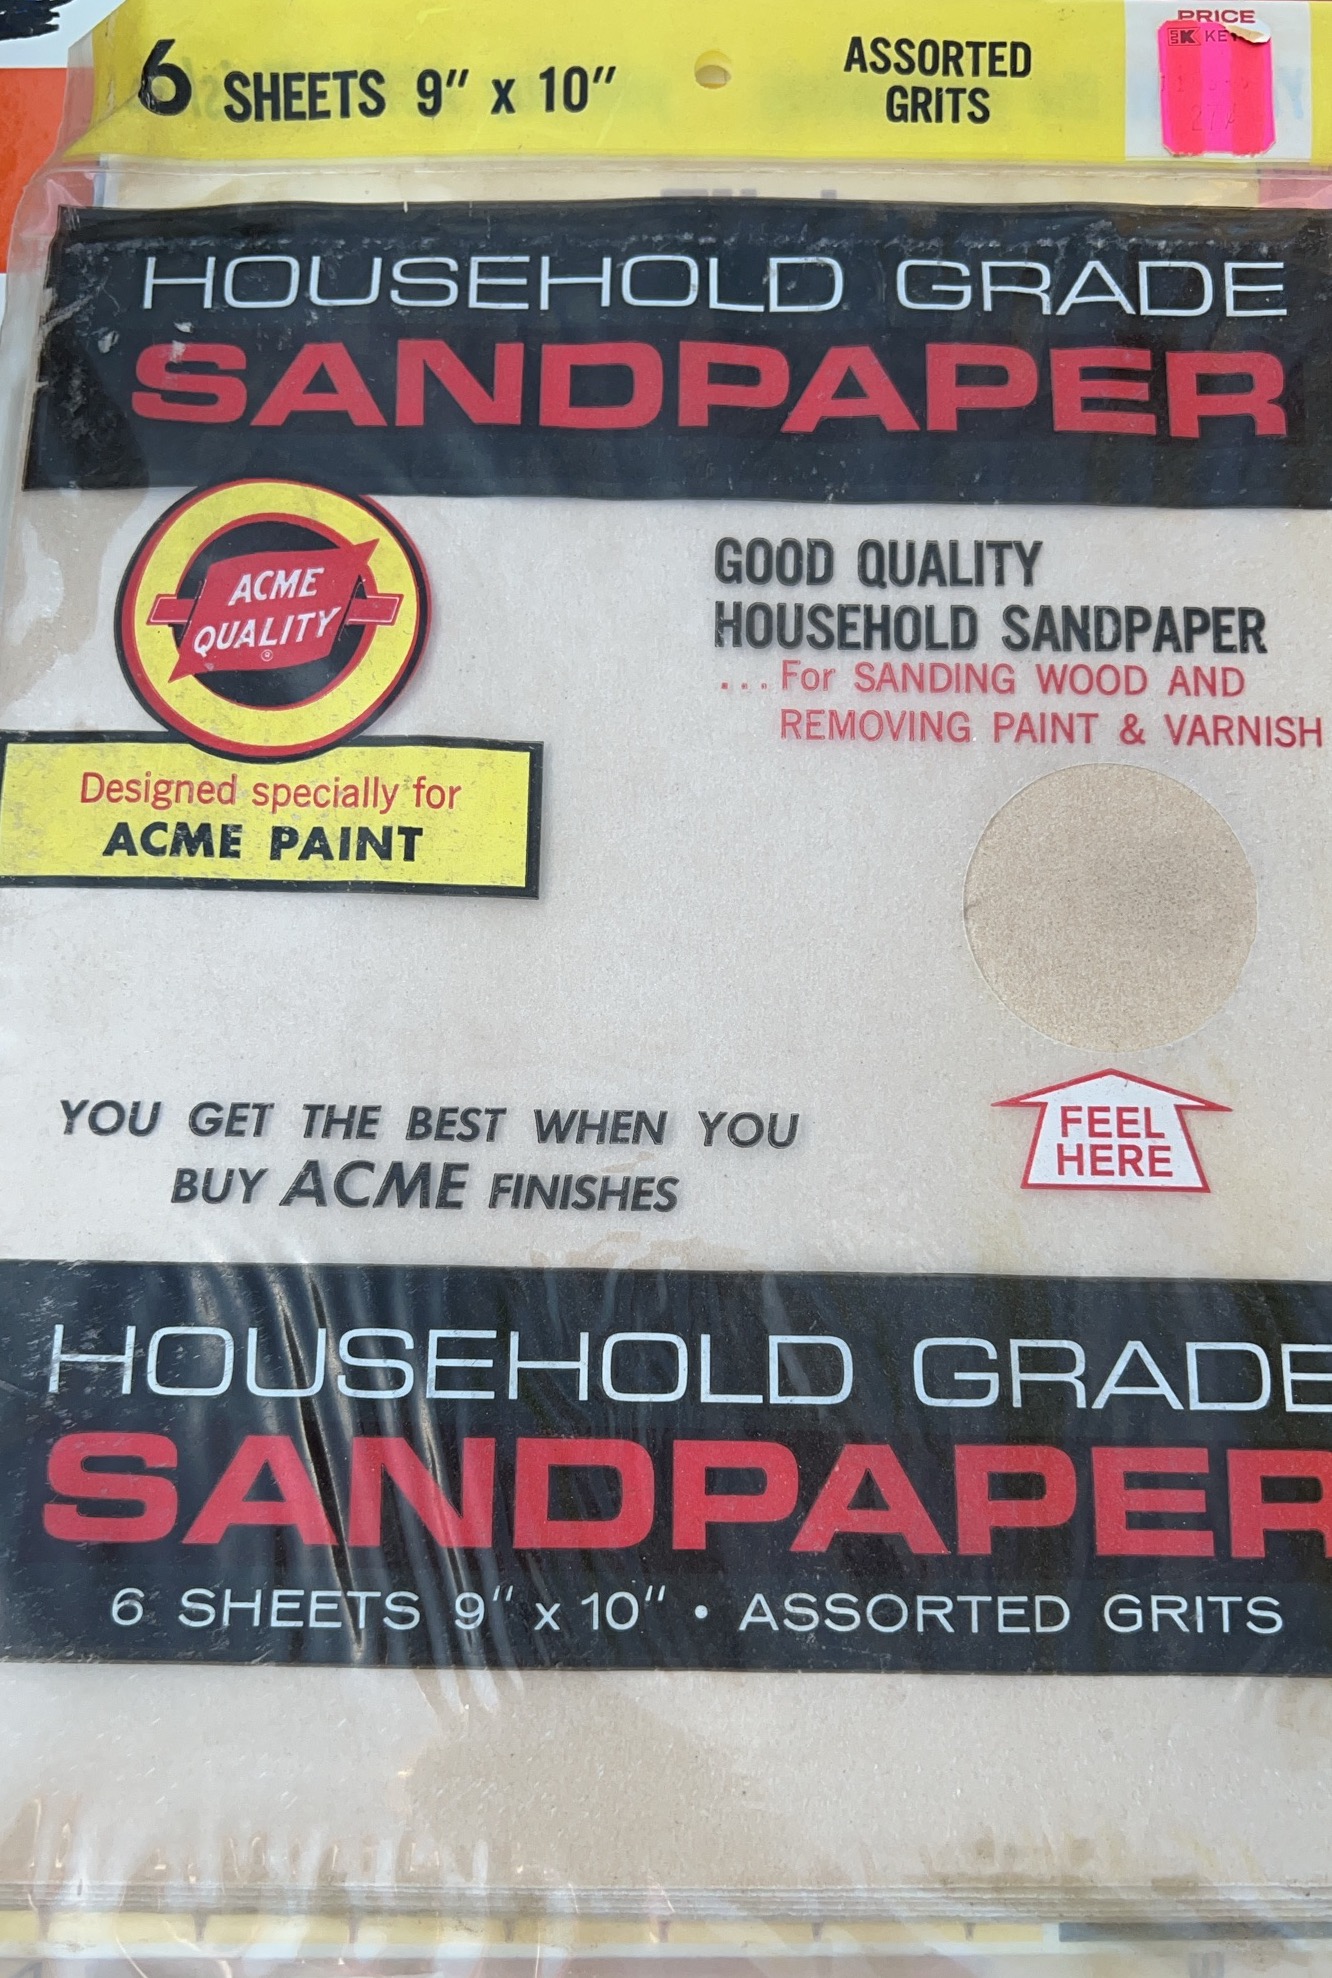 6 SHEETS 9" x 10"
ASSORTED
GRITS
PRICE
HOUSEHOLD GRADE
SANDPAPER
ACME
QUALITY
®
GOOD QUALITY
HOUSEHOLD SANDPAPER
...For SANDING WOOD AND
REMOVING PAINT & VARNISH
Designed specially for
ACME PAINT
YOU GET THE BEST WHEN YOU
BUY ACME FINISHES
FEEL
HERE
HOUSEHOLD GRADE
SANDPAPER
6 SHEETS 9" x 10" • ASSORTED GRITS